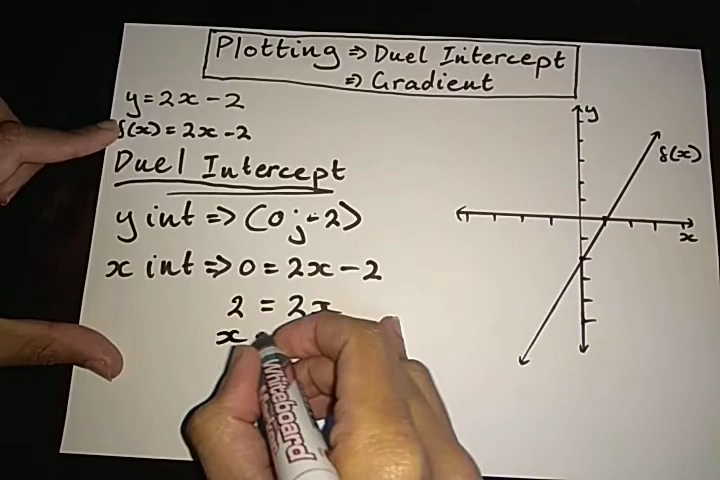 Plotting ⇒ Duel Intercept
⇒ Gradient
y = 2x - 2
f(x) = 2x - 2
Duel Intercept
y int ⇒ (0 ; -2)
x int ⇒ 0 = 2x - 2
2 = 2x
x
y
f(x)
x
Whiteboard